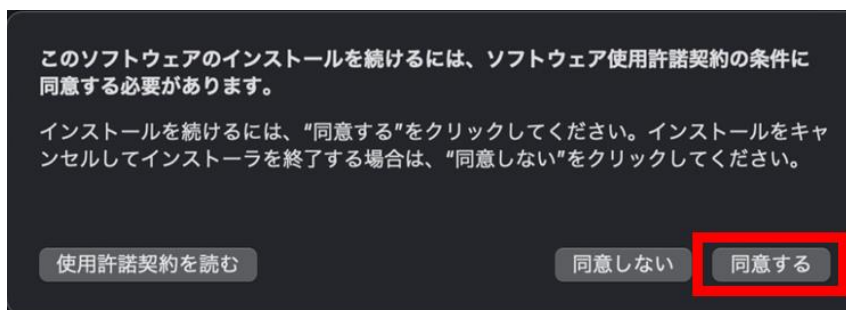 このソフトウェアのインストールを続けるには、ソフトウェア使用許諾契約の条件に
同意する必要があります。
インストールを続けるには、“同意する”をクリックしてください。インストールをキャ
ンセルしてインストーラを終了する場合は、“同意しない”をクリックしてください。
使用許諾契約を読む
同意しない
同意する